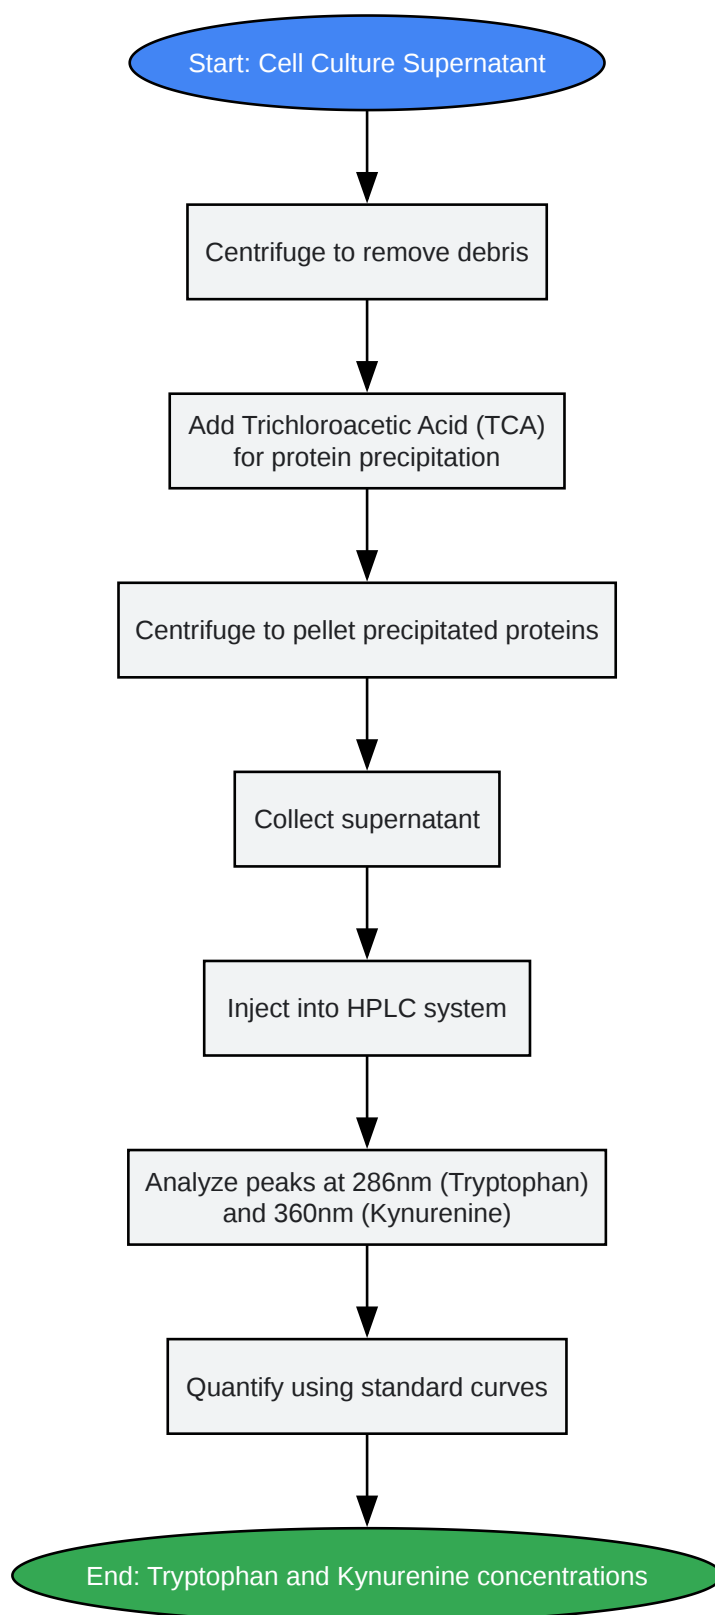 Start: Cell Culture Supernatant
Centrifuge to remove debris
Add Trichloroacetic Acid (TCA)
for protein precipitation
Centrifuge to pellet precipitated proteins
Collect supernatant
Inject into HPLC system
Analyze peaks at 286nm (Tryptophan)
and 360nm (Kynurenine)
Quantify using standard curves
End: Tryptophan and Kynurenine concentrations